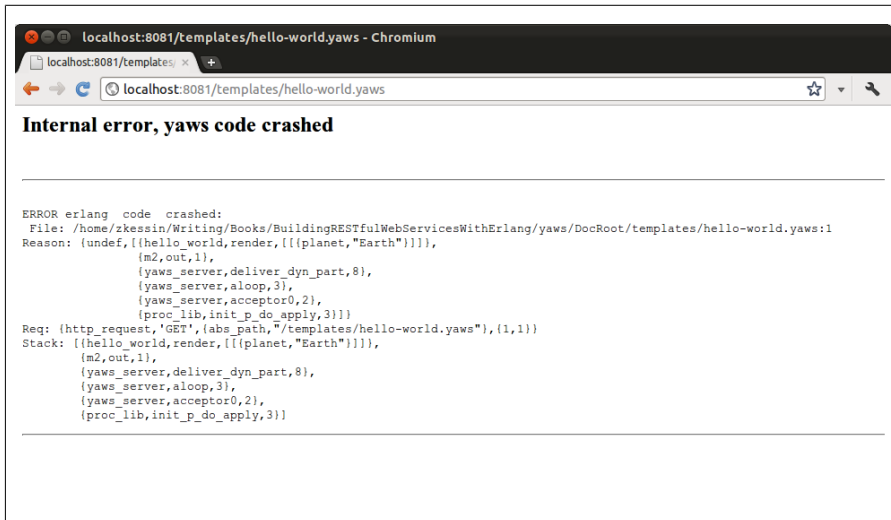 localhost:8081/templates/hello-world.yaws - Chromium
localhost:8081/templates/
localhost:8081/templates/hello-world.yaws
Internal error, yaws code crashed
ERROR erlang  code  crashed:
 File: /home/zkessin/Writing/Books/BuildingRESTfulWebServicesWithErlang/yaws/DocRoot/templates/hello-world.yaws:1
Reason: {undef,[{hello_world,render,[[{planet,"Earth"}]]},
                {m2,out,1},
                {yaws_server,deliver_dyn_part,8},
                {yaws_server,aloop,3},
                {yaws_server,acceptor0,2},
                {proc_lib,init_p_do_apply,3}]}
Req: {http_request,'GET',{abs_path,"/templates/hello-world.yaws"},{1,1}}
Stack: [{hello_world,render,[[{planet,"Earth"}]]},
        {m2,out,1},
        {yaws_server,deliver_dyn_part,8},
        {yaws_server,aloop,3},
        {yaws_server,acceptor0,2},
        {proc_lib,init_p_do_apply,3}]